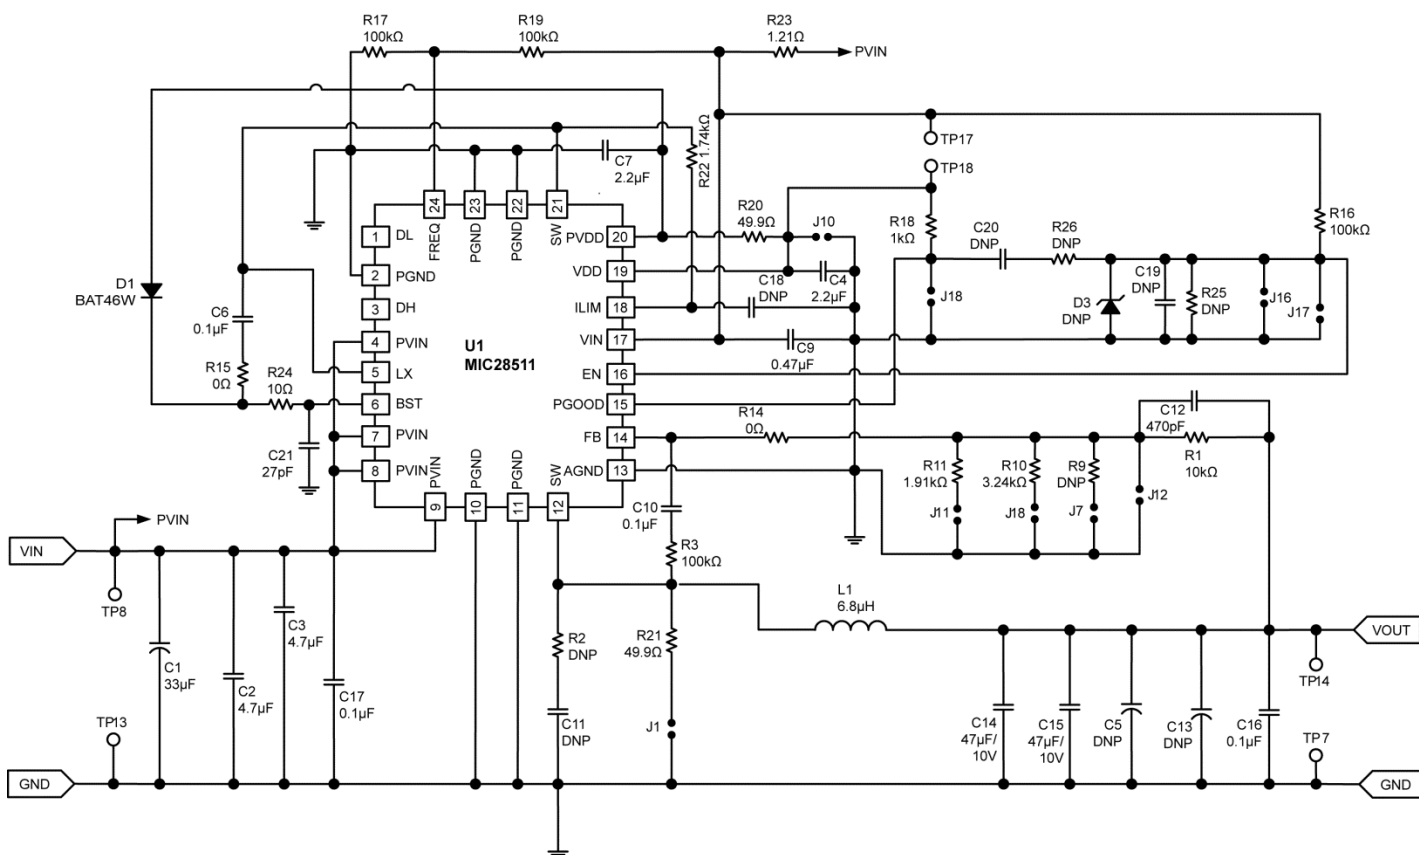 R17
100kΩ
R19
100kΩ
R23
1.21Ω
PVIN
TP17
TP18
R22 1.74kΩ
C7
2.2µF
R20
49.9Ω
J10
R18
1kΩ
C20
DNP
R26
DNP
R16
100kΩ
24
23
22
21
FREQ
PGND
PGND
SW
1
DL
2
PGND
3
DH
4
PVIN
5
LX
6
BST
7
PVIN
8
PVIN
U1
MIC28511
PVDD
20
VDD
19
ILIM
18
VIN
17
EN
16
PGOOD
15
FB
14
AGND
13
PVIN
PGND
PGND
SW
9
10
11
12
D1
BAT46W
C6
0.1µF
R15
0Ω
R24
10Ω
C21
27pF
C18
DNP
C4
2.2µF
C9
0.47µF
J18
D3
DNP
C19
DNP
R25
DNP
J16
J17
R14
0Ω
C12
470pF
R1
10kΩ
R11
1.91kΩ
R10
3.24kΩ
R9
DNP
J12
J11
J18
J7
C10
0.1µF
R3
100kΩ
PVIN
VIN
TP8
C1
33µF
C2
4.7µF
C3
4.7µF
C17
0.1µF
TP13
GND
R2
DNP
C11
DNP
R21
49.9Ω
J1
L1
6.8µH
C14
47µF/
10V
C15
47µF/
10V
C5
DNP
C13
DNP
C16
0.1µF
VOUT
TP14
TP7
GND